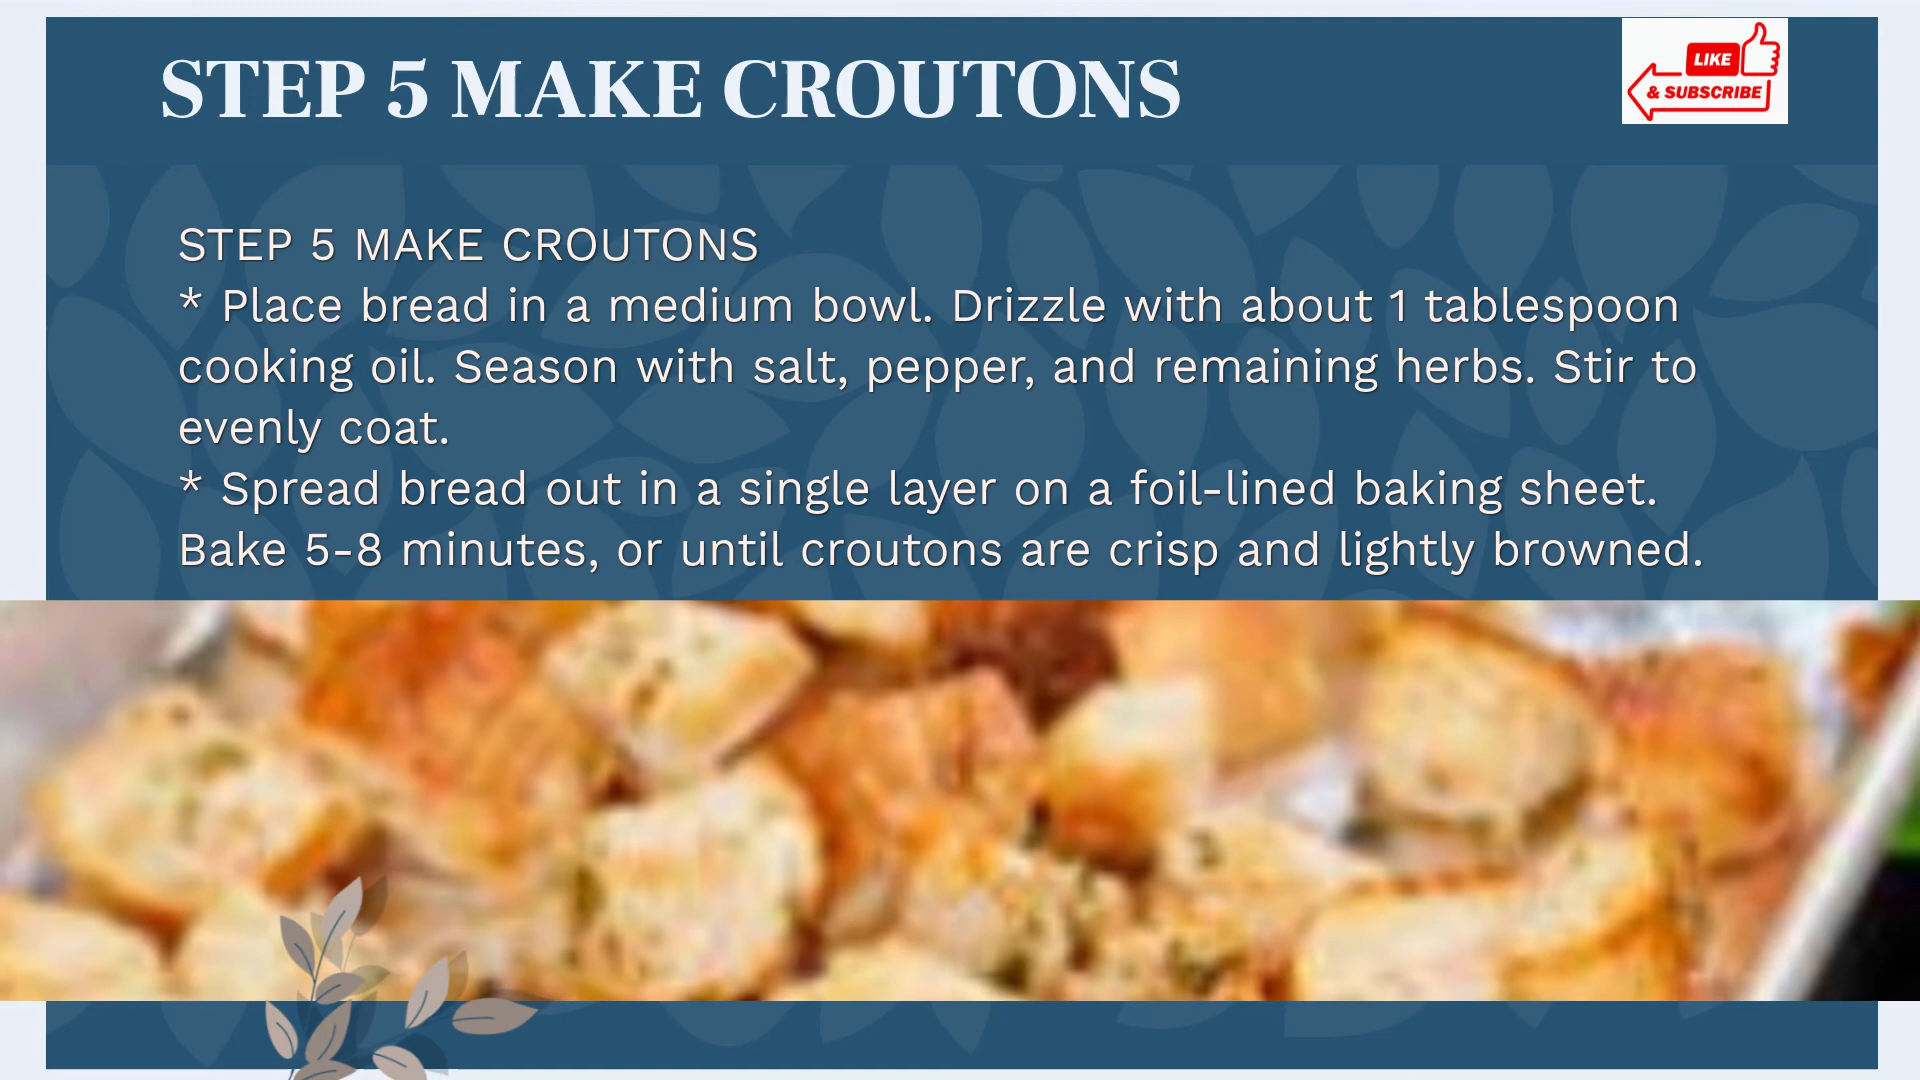 STEP 5 MAKE CROUTONS
LIKE
& SUBSCRIBE
STEP 5 MAKE CROUTONS
* Place bread in a medium bowl. Drizzle with about 1 tablespoon
cooking oil. Season with salt, pepper, and remaining herbs. Stir to
evenly coat.
* Spread bread out in a single layer on a foil-lined baking sheet.
Bake 5-8 minutes, or until croutons are crisp and lightly browned.